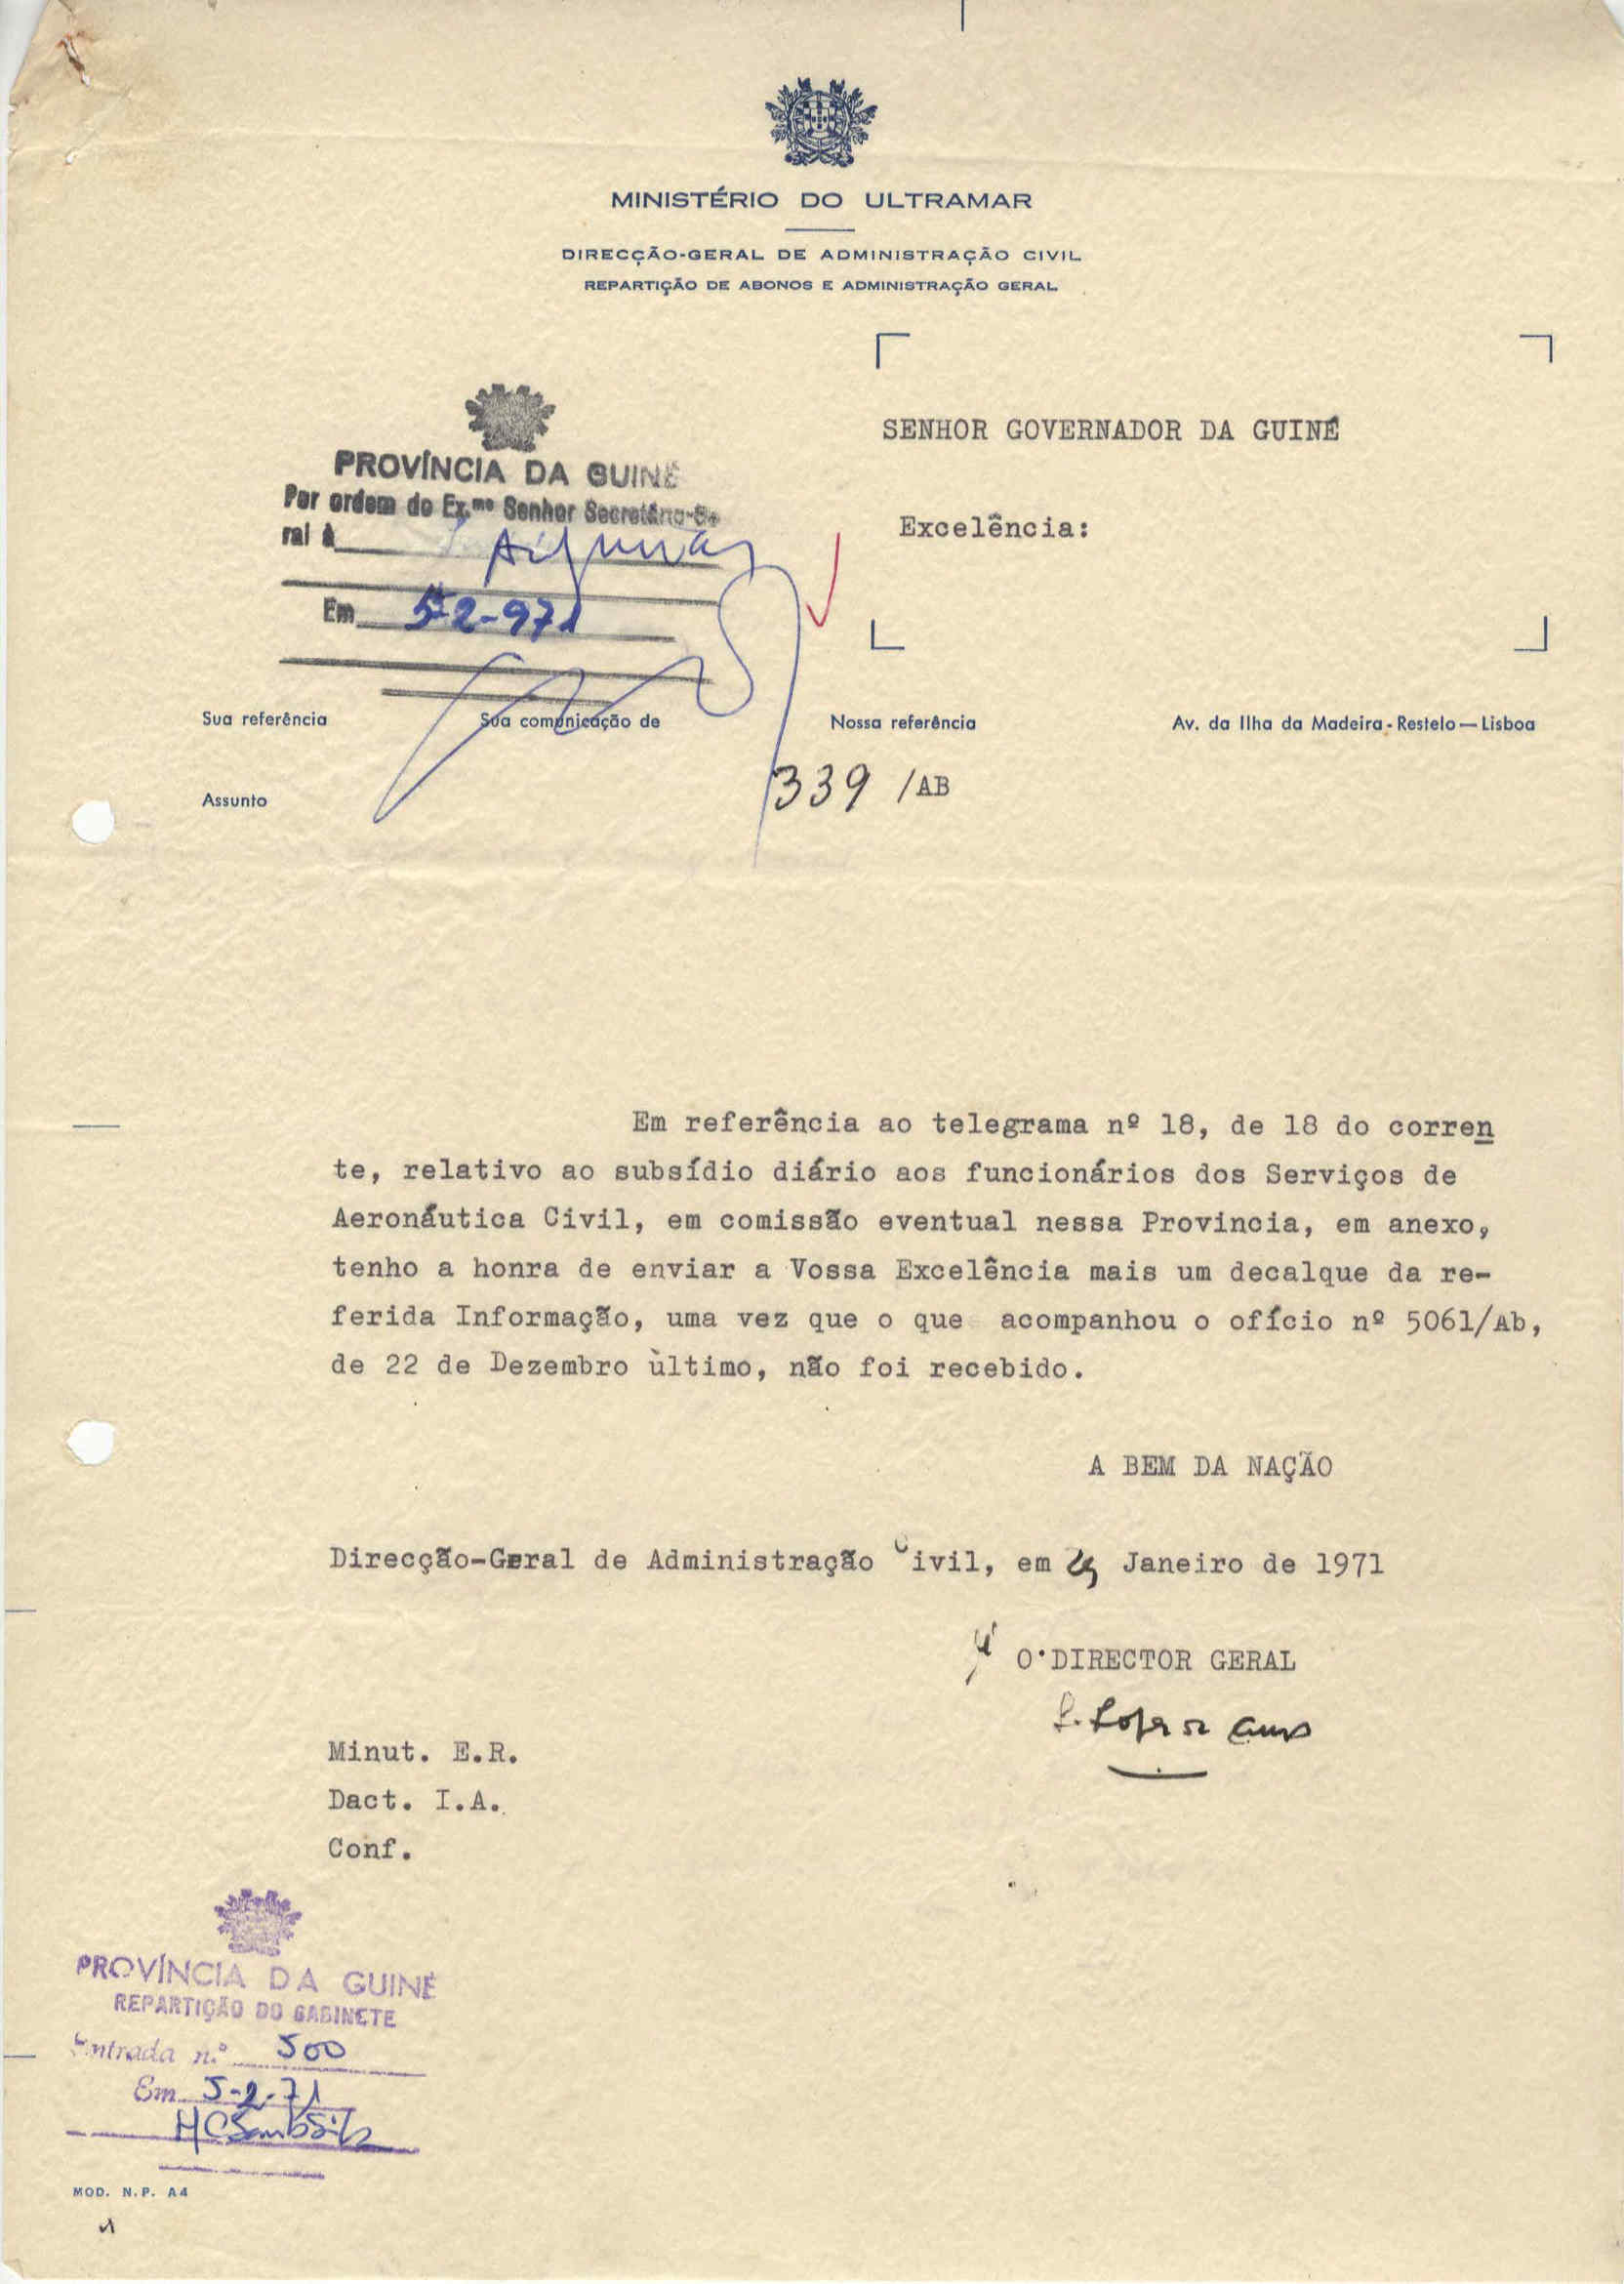 MINISTÉRIO DO ULTRAMAR
DIRECÇÃO-GERAL DE ADMINISTRAÇÃO CIVIL
REPARTIÇÃO DE ABONOS E ADMINISTRAÇÃO GERAL
PROVÍNCIA DA GUINÉ
Por ordem do Ex.mo Senhor Secretário-Ge
ral à
Em 5-2-971
SENHOR GOVERNADOR DA GUINÉ
Excelência:
Sua referência Sua comunicação de Nossa referência Av. da Ilha da Madeira - Restelo — Lisboa
Assunto 339 /AB
Em referência ao telegrama nº 18, de 18 do corren
te, relativo ao subsídio diário aos funcionários dos Serviços de
Aeronáutica Civil, em comissão eventual nessa Provincia, em anexo,
tenho a honra de enviar a Vossa Excelência mais um decalque da re-
ferida Informação, uma vez que o que acompanhou o ofício nº 5061/Ab,
de 22 de Dezembro ùltimo, não foi recebido.
A BEM DA NAÇÃO
Direcção-Geral de Administração Civil, em Janeiro de 1971
O DIRECTOR GERAL
Minut. E.R.
Dact. I.A.
Conf.
PROVÍNCIA DA GUINÉ
REPARTIÇÃO DO GABINETE
Entrada n.º 500
Em 5-2-71
MOD. N.P. A4